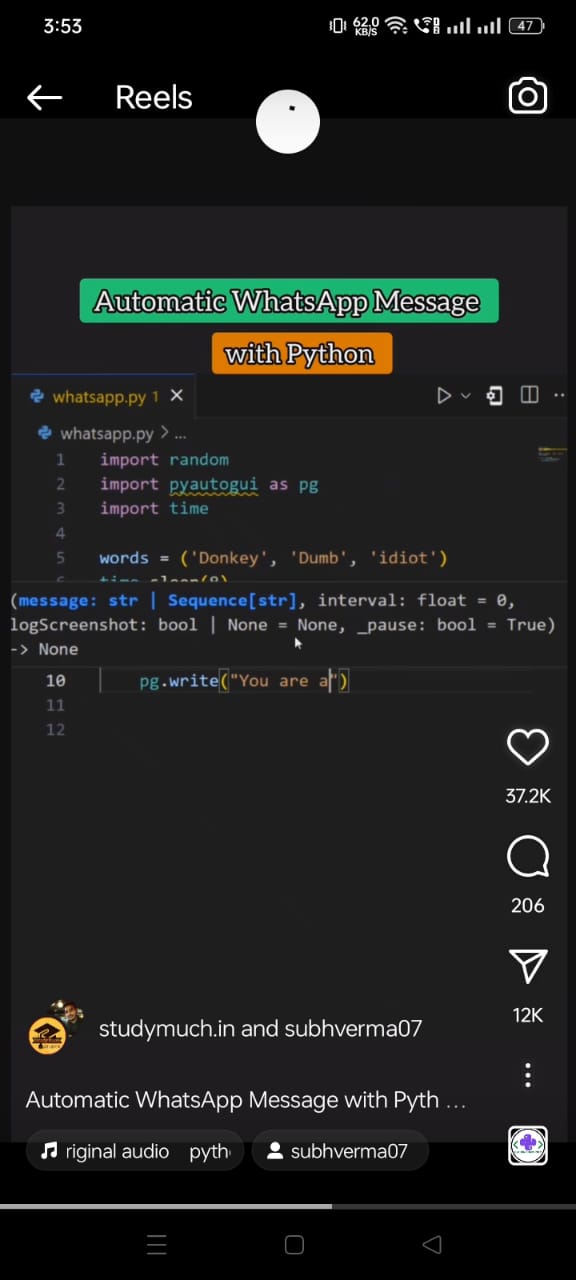 3:53 62.0 KB/S 47
Reels
Automatic WhatsApp Message
with Python
whatsapp.py 1
whatsapp.py > ...
1 import random
2 import pyautogui as pg
3 import time
4
5 words = ('Donkey', 'Dumb', 'idiot')
6 time.sleep(8)
(message: str | Sequence[str], interval: float = 0,
logScreenshot: bool | None = None, _pause: bool = True)
-> None
10 pg.write("You are a")
11
12
37.2K
206
12K
studymuch.in and subhverma07
Automatic WhatsApp Message with Pyth ...
riginal audio pyth
subhverma07